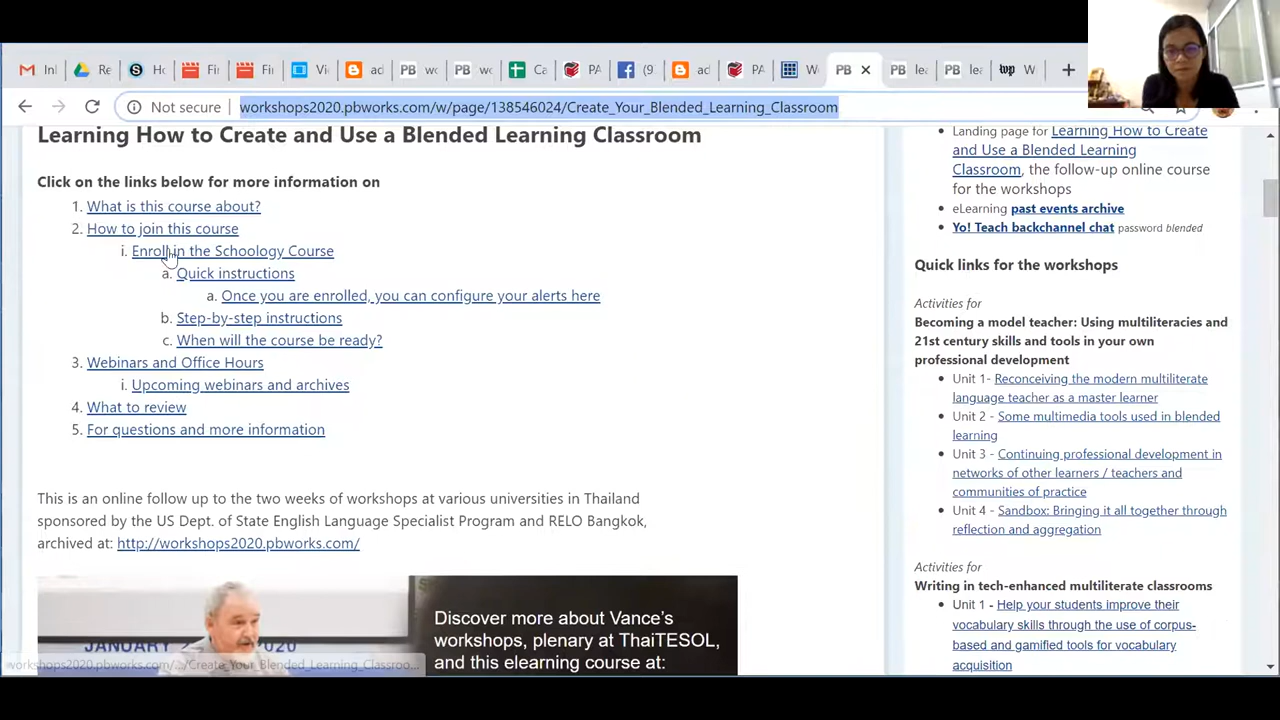 Not secure
workshops2020.pbworks.com/w/page/138546024/Create_Your_Blended_Learning_Classroom
Learning How to Create and Use a Blended Learning Classroom
Click on the links below for more information on
1. What is this course about?
2. How to join this course
i. Enroll in the Schoology Course
a. Quick instructions
a. Once you are enrolled, you can configure your alerts here
b. Step-by-step instructions
c. When will the course be ready?
3. Webinars and Office Hours
i. Upcoming webinars and archives
4. What to review
5. For questions and more information
This is an online follow up to the two weeks of workshops at various universities in Thailand
sponsored by the US Dept. of State English Language Specialist Program and RELO Bangkok,
archived at: http://workshops2020.pbworks.com/
Discover more about Vance's
workshops, plenary at ThaiTESOL,
and this elearning course at:
workshops2020.pbworks.com/.../Create_Your_Blended_Learning_Classroo...
Landing page for Learning How to Create
and Use a Blended Learning
Classroom, the follow-up online course
for the workshops
eLearning past events archive
Yo! Teach backchannel chat password blended
Quick links for the workshops
Activities for
Becoming a model teacher: Using multiliteracies and
21st century skills and tools in your own
professional development
Unit 1- Reconceiving the modern multiliterate
language teacher as a master learner
Unit 2 - Some multimedia tools used in blended
learning
Unit 3 - Continuing professional development in
networks of other learners / teachers and
communities of practice
Unit 4 - Sandbox: Bringing it all together through
reflection and aggregation
Activities for
Writing in tech-enhanced multiliterate classrooms
Unit 1 - Help your students improve their
vocabulary skills through the use of corpus-
based and gamified tools for vocabulary
acquisition